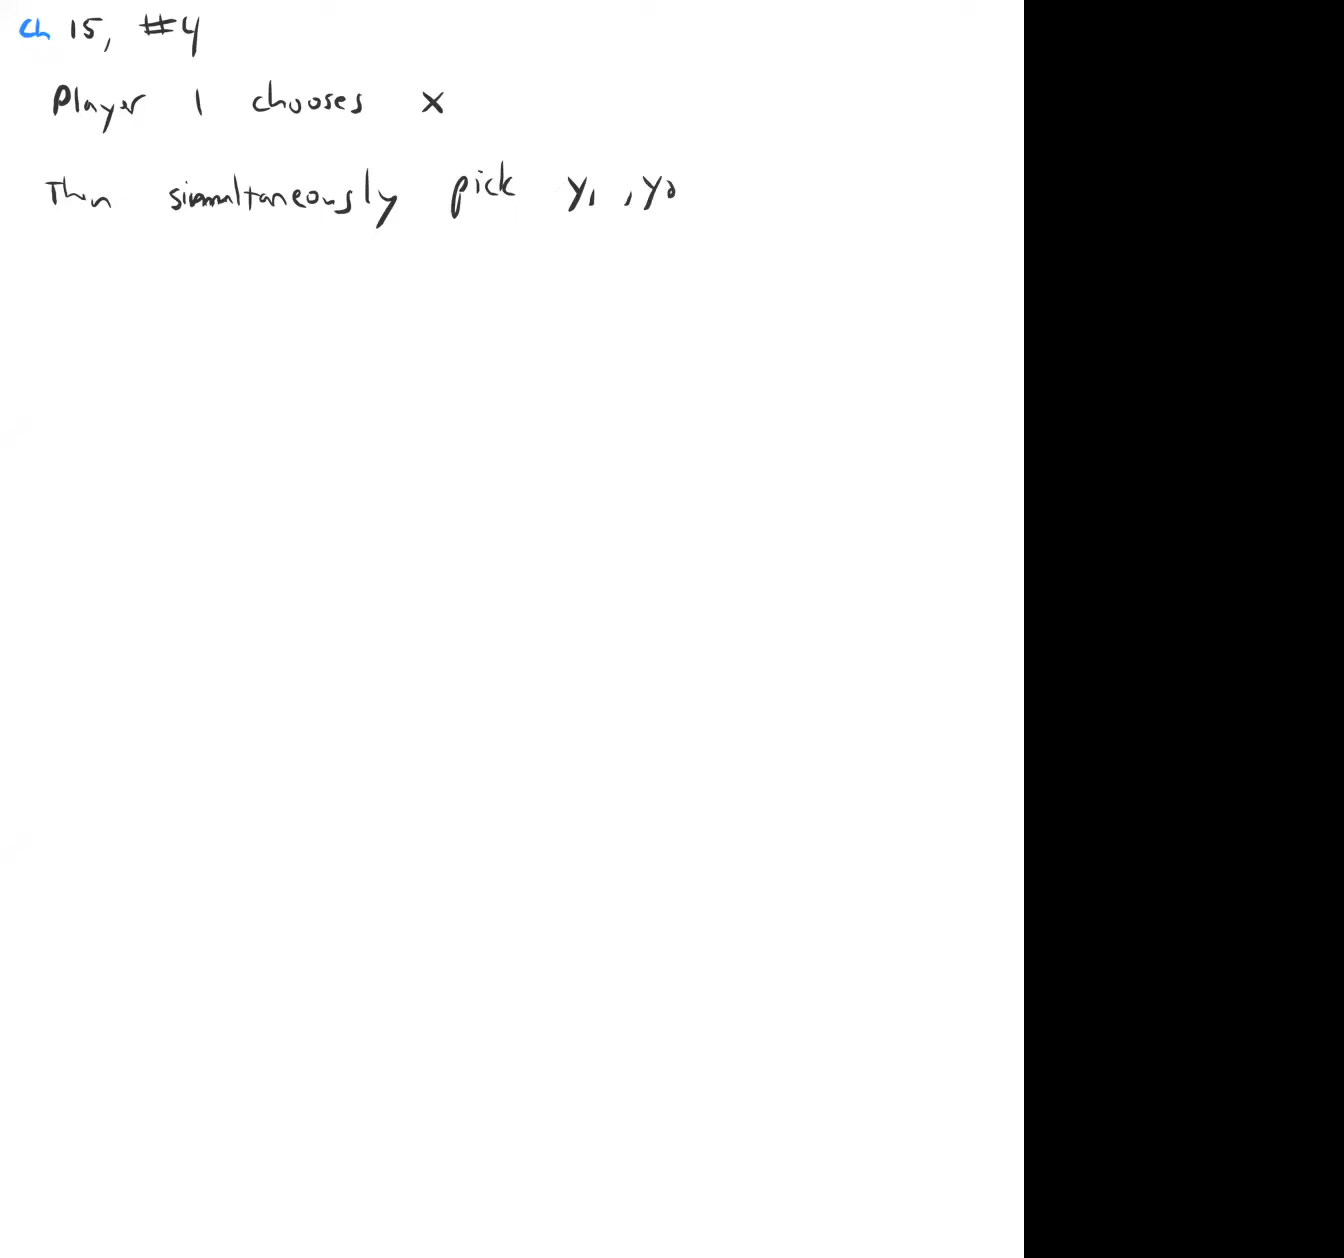 Ch 15, #4
Player 1 chooses x
Then simultaneously pick y₁, y₂